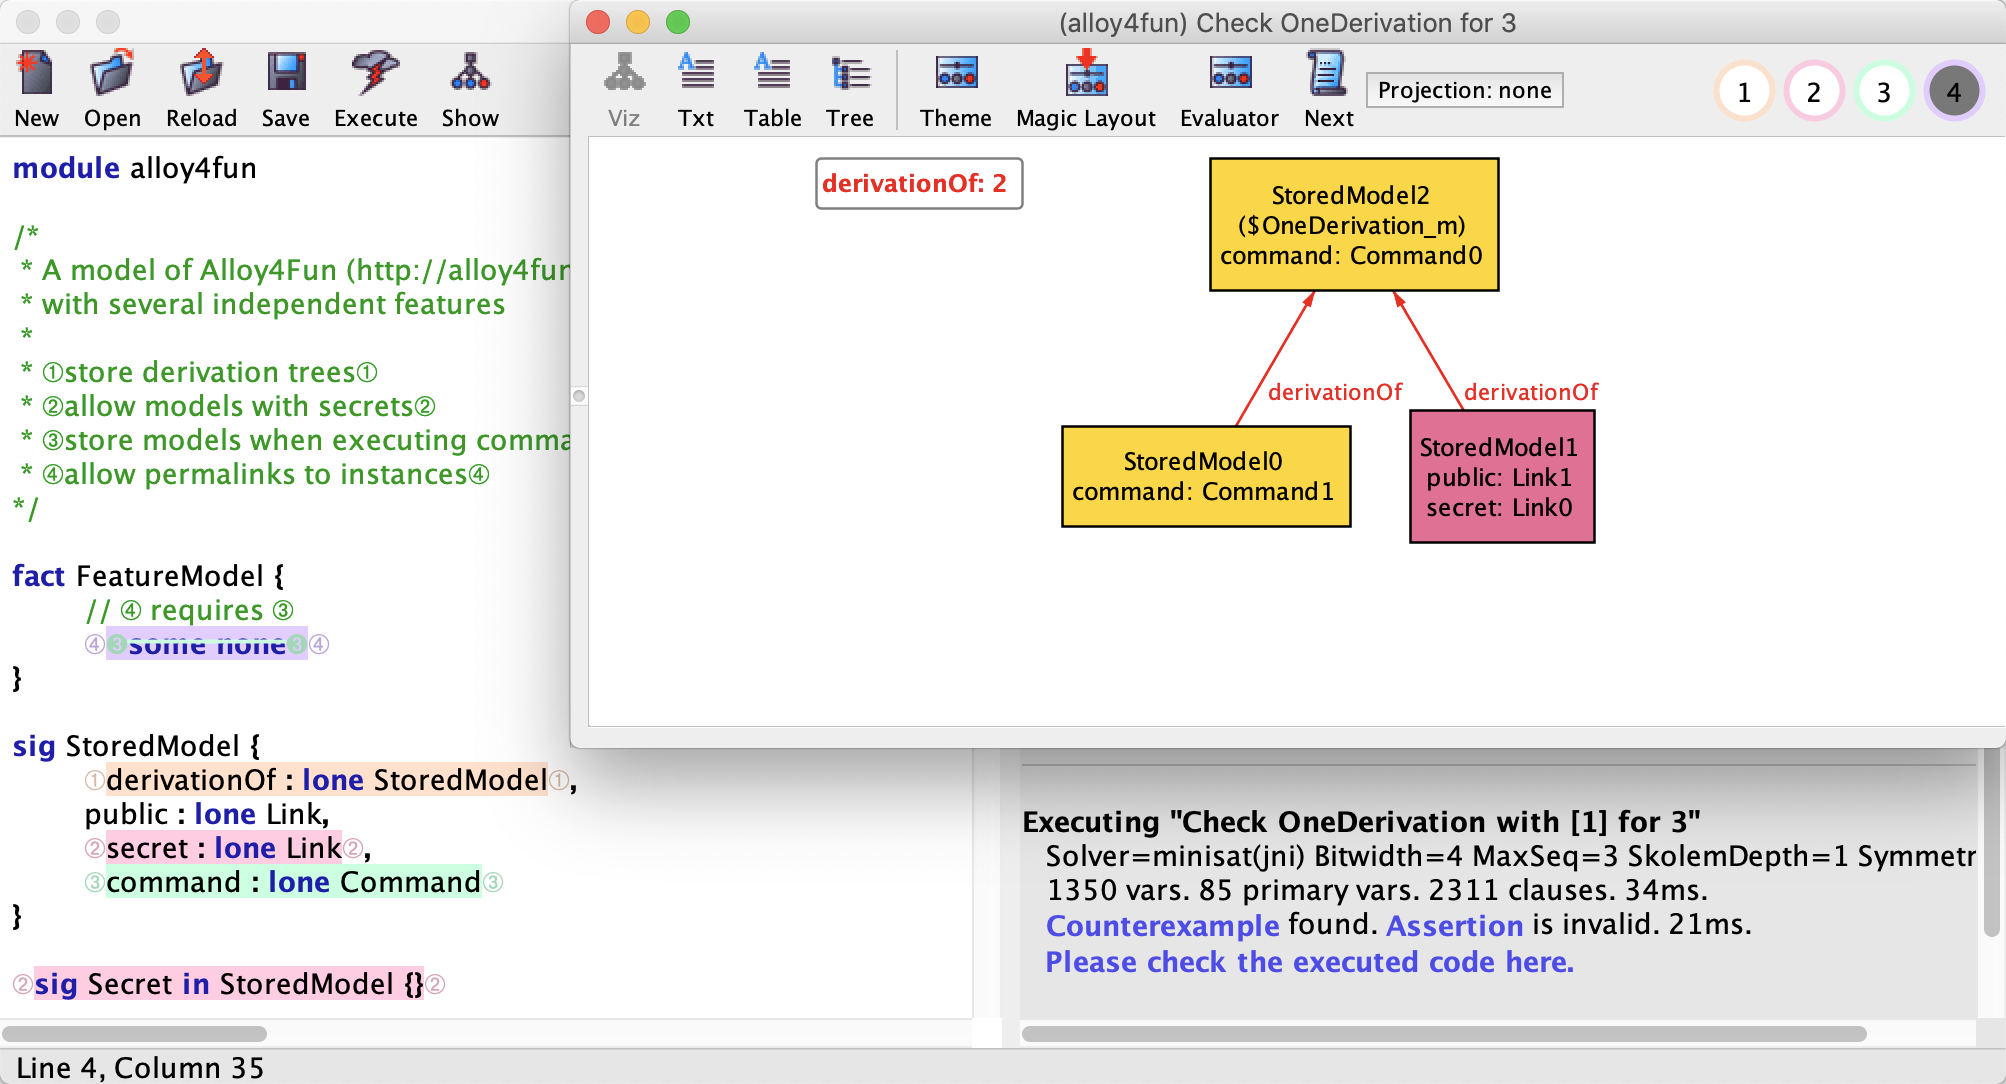 New Open Reload Save Execute Show
module alloy4fun
/*
* A model of Alloy4Fun (http://alloy4fun
* with several independent features
*
* ①store derivation trees①
* ②allow models with secrets②
* ③store models when executing comma
* ④allow permalinks to instances④
*/
fact FeatureModel {
// ④ requires ③
④❸some none❸④
}
sig StoredModel {
①derivationOf : lone StoredModel①,
public : lone Link,
②secret : lone Link②,
③command : lone Command③
}
②sig Secret in StoredModel {}②
Line 4, Column 35
(alloy4fun) Check OneDerivation for 3
Viz Txt Table Tree Theme Magic Layout Evaluator Next Projection: none 1 2 3 4
derivationOf: 2
StoredModel2
($OneDerivation_m)
command: Command0
derivationOf derivationOf
StoredModel0
command: Command1
StoredModel1
public: Link1
secret: Link0
Executing "Check OneDerivation with [1] for 3"
Solver=minisat(jni) Bitwidth=4 MaxSeq=3 SkolemDepth=1 Symmetr
1350 vars. 85 primary vars. 2311 clauses. 34ms.
Counterexample found. Assertion is invalid. 21ms.
Please check the executed code here.